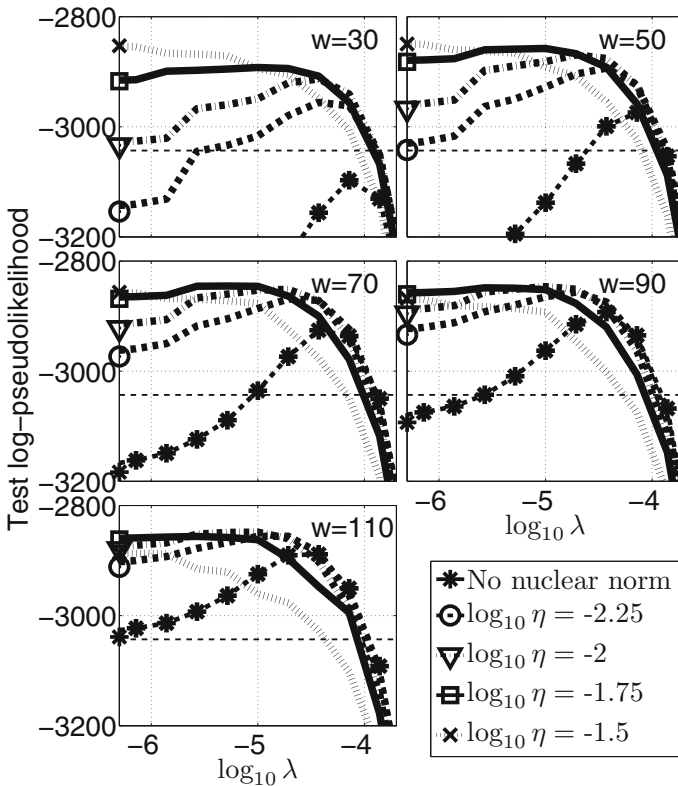 Test log-pseudolikelihood
-2800
-3000
-3200
w=30
w=50
-2800
-3000
-3200
w=70
w=90
-6 -5 -4
log₁₀ λ
-2800
-3000
-3200
w=110
-6 -5 -4
log₁₀ λ
No nuclear norm
log₁₀ η = -2.25
log₁₀ η = -2
log₁₀ η = -1.75
log₁₀ η = -1.5